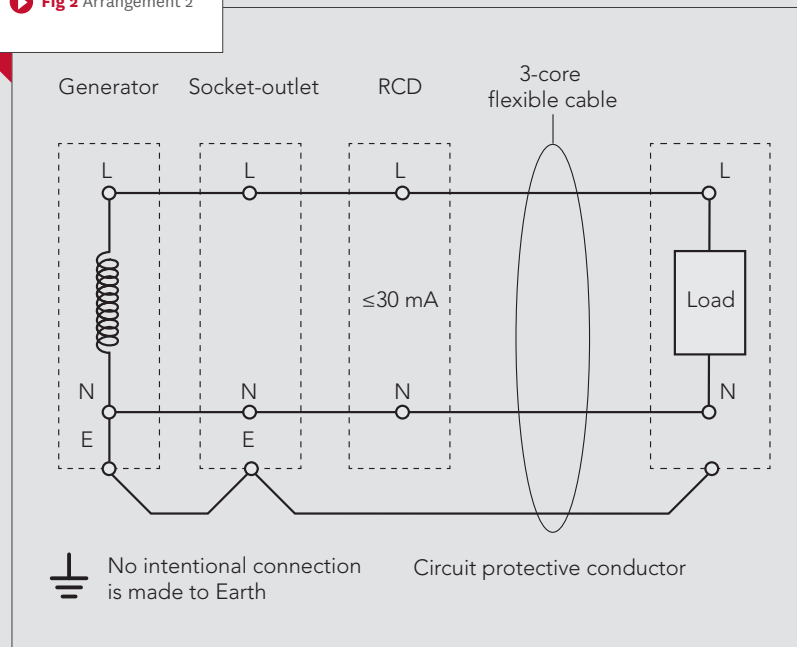 Fig 2 Arrangement 2
Generator Socket-outlet RCD 3-core
flexible cable
L L L L
≤30 mA Load
N N N N
E E
No intentional connection
is made to Earth
Circuit protective conductor